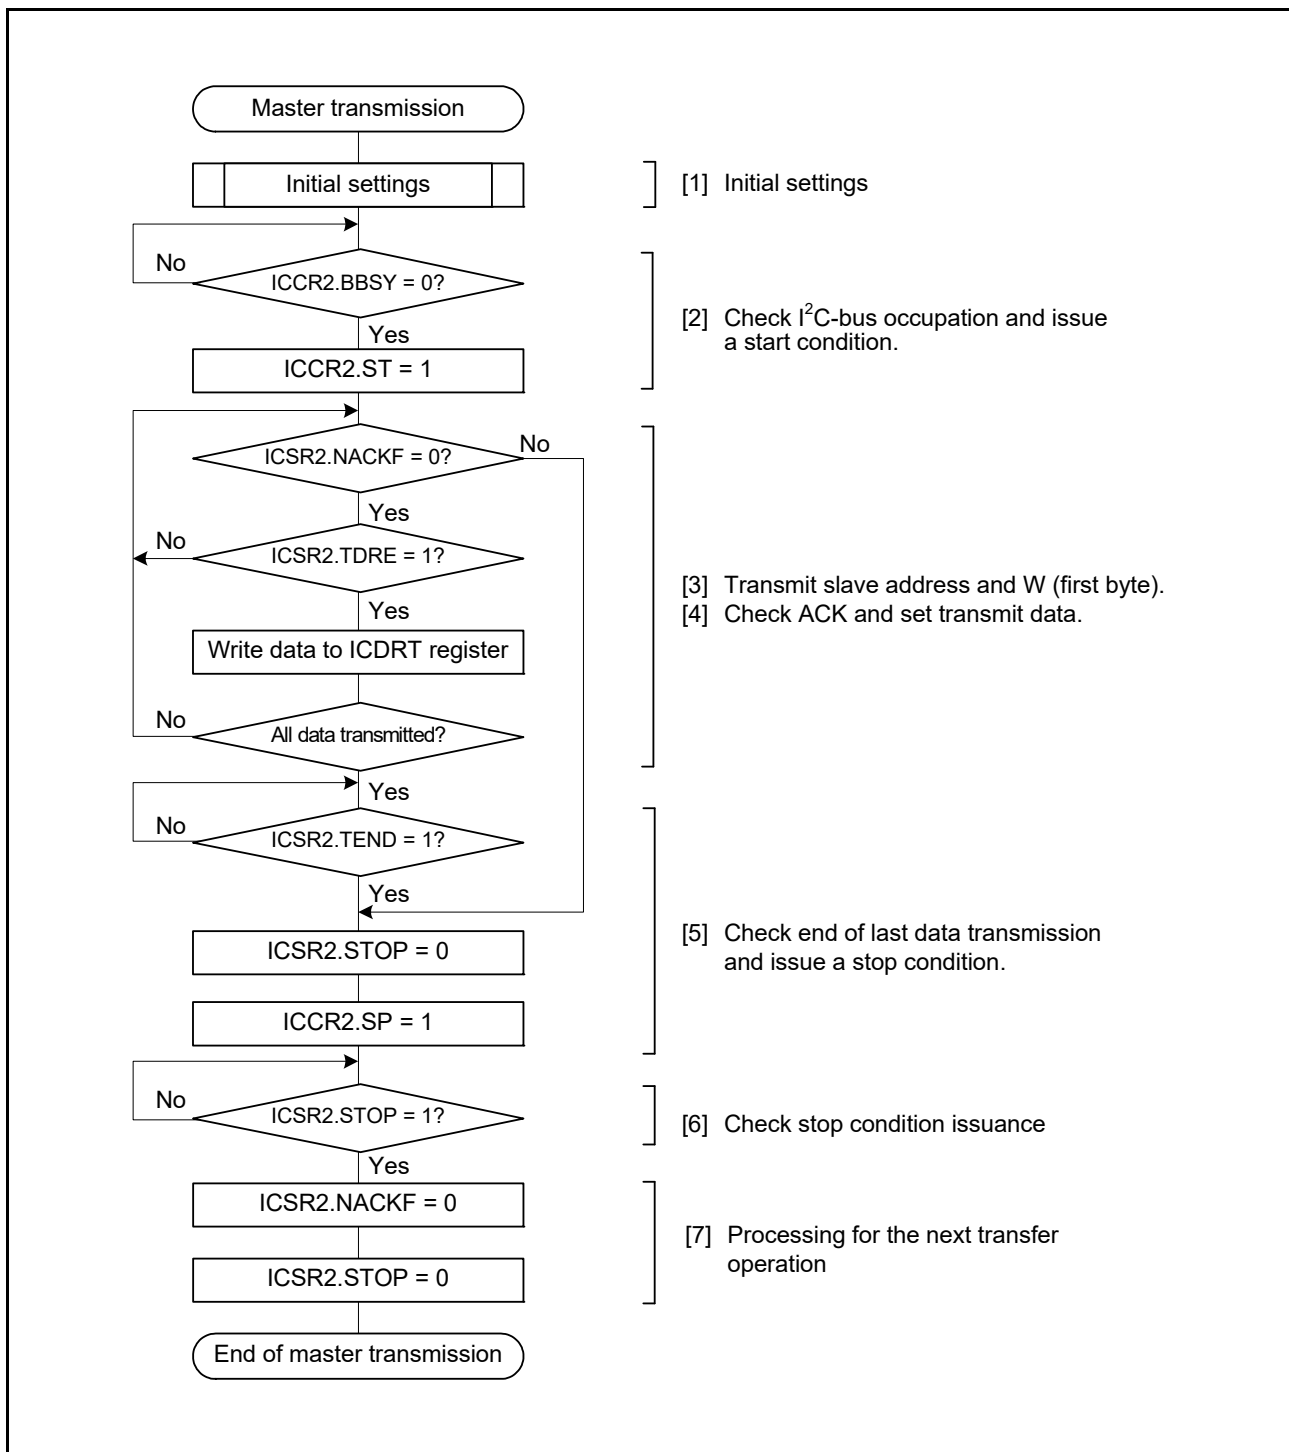 Master transmission
Initial settings
[1] Initial settings
No
ICCR2.BBSY = 0?
Yes
[2] Check I²C-bus occupation and issue
a start condition.
ICCR2.ST = 1
ICSR2.NACKF = 0?
No
Yes
No
ICSR2.TDRE = 1?
Yes
[3] Transmit slave address and W (first byte).
[4] Check ACK and set transmit data.
Write data to ICDRT register
No
All data transmitted?
Yes
No
ICSR2.TEND = 1?
Yes
[5] Check end of last data transmission
and issue a stop condition.
ICSR2.STOP = 0
ICCR2.SP = 1
No
ICSR2.STOP = 1?
[6] Check stop condition issuance
Yes
ICSR2.NACKF = 0
[7] Processing for the next transfer
operation
ICSR2.STOP = 0
End of master transmission